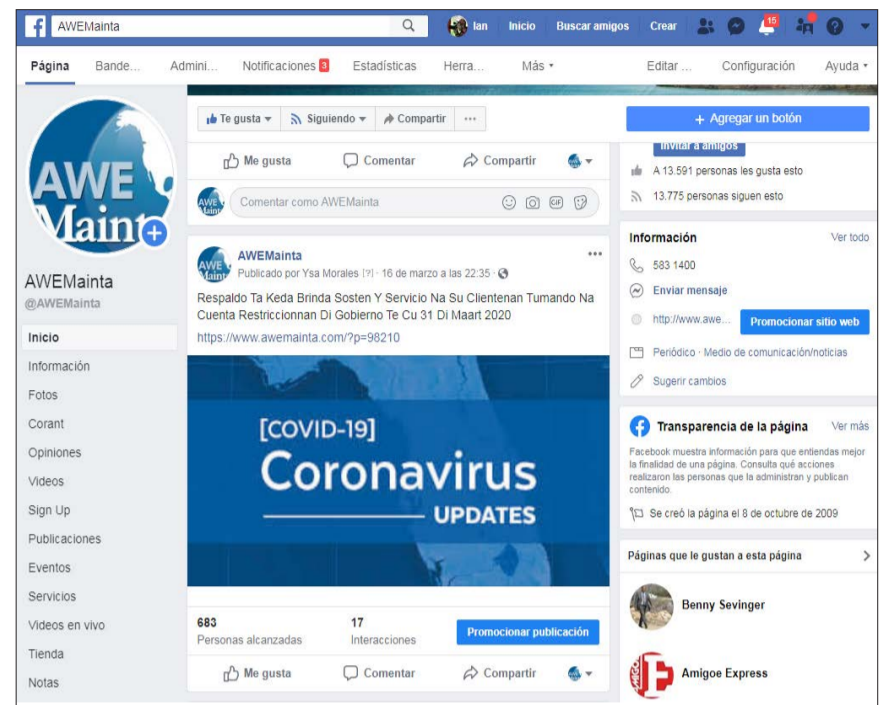 AWEMainta
Ian Inicio Buscar amigos Crear 15
Página Bande... Admini... Notificaciones 3 Estadísticas Herra... Más Editar ... Configuración Ayuda
AWE
Mainta
AWEMainta
@AWEMainta
Inicio
Información
Fotos
Corant
Opiniones
Videos
Sign Up
Publicaciones
Eventos
Servicios
Videos en vivo
Tienda
Notas
Te gusta Siguiendo Compartir ...
Me gusta Comentar Compartir
Comentar como AWEMainta GIF
AWEMainta
Publicado por Ysa Morales [?] · 16 de marzo a las 22:35 ·
Respaldo Ta Keda Brinda Sosten Y Servicio Na Su Clientenan Tumando Na
Cuenta Restriccionnan Di Gobierno Te Cu 31 Di Maart 2020
https://www.awemainta.com/?p=98210
[COVID-19]
Coronavirus
UPDATES
683
Personas alcanzadas
17
Interacciones
Promocionar publicación
Me gusta Comentar Compartir
+ Agregar un botón
Invitar a amigos
A 13.591 personas les gusta esto
13.775 personas siguen esto
Información Ver todo
583 1400
Enviar mensaje
http://www.awe... Promocionar sitio web
Periódico · Medio de comunicación/noticias
Sugerir cambios
Transparencia de la página Ver más
Facebook muestra información para que entiendas mejor
la finalidad de una página. Consulta qué acciones
realizaron las personas que la administran y publican
contenido.
Se creó la página el 8 de octubre de 2009
Páginas que le gustan a esta página
Benny Sevinger
Amigoe Express